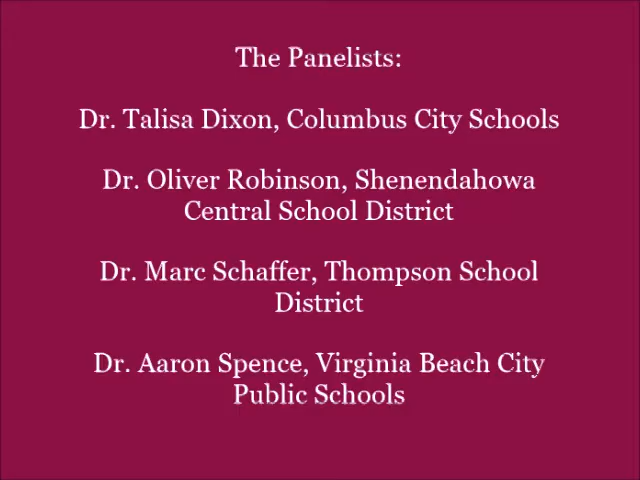 The Panelists:
Dr. Talisa Dixon, Columbus City Schools
Dr. Oliver Robinson, Shenendahowa
Central School District
Dr. Marc Schaffer, Thompson School
District
Dr. Aaron Spence, Virginia Beach City
Public Schools